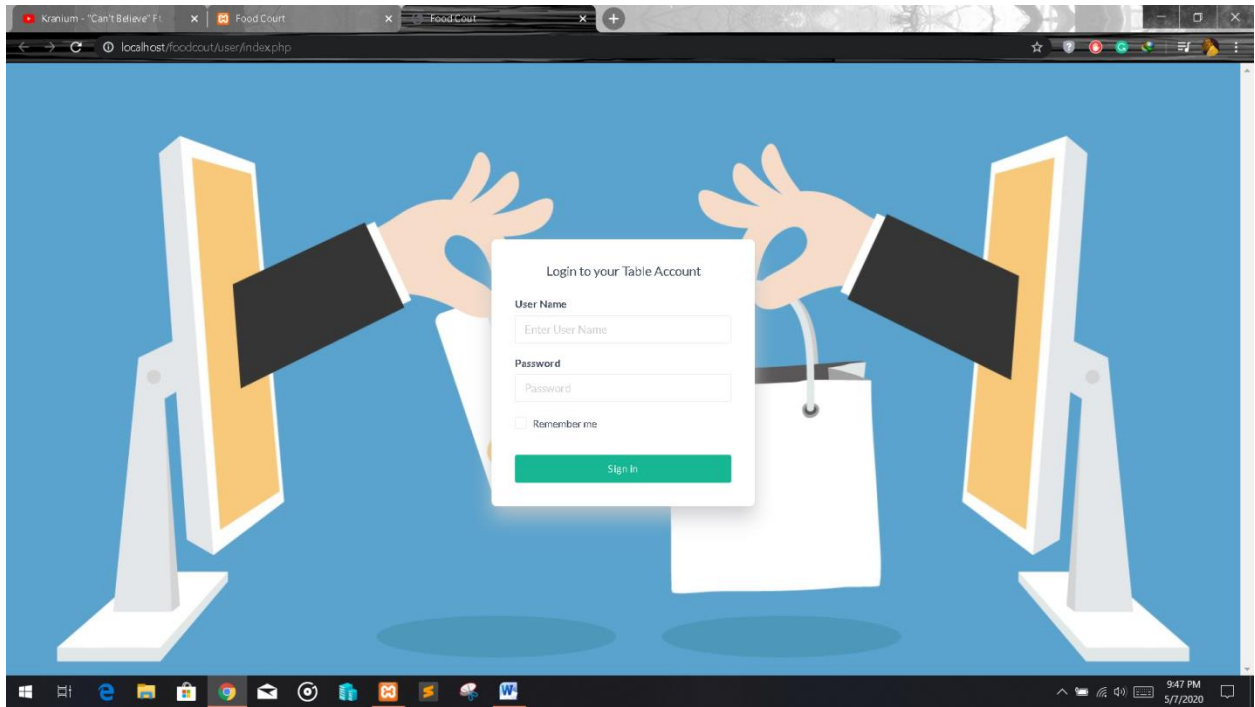 Kranium - "Can't Believe" Ft.
Food Court
Food Cout
localhost/foodcout/user/index.php
Login to your Table Account
User Name
Enter User Name
Password
Password
Remember me
Sign In
9:47 PM
5/7/2020